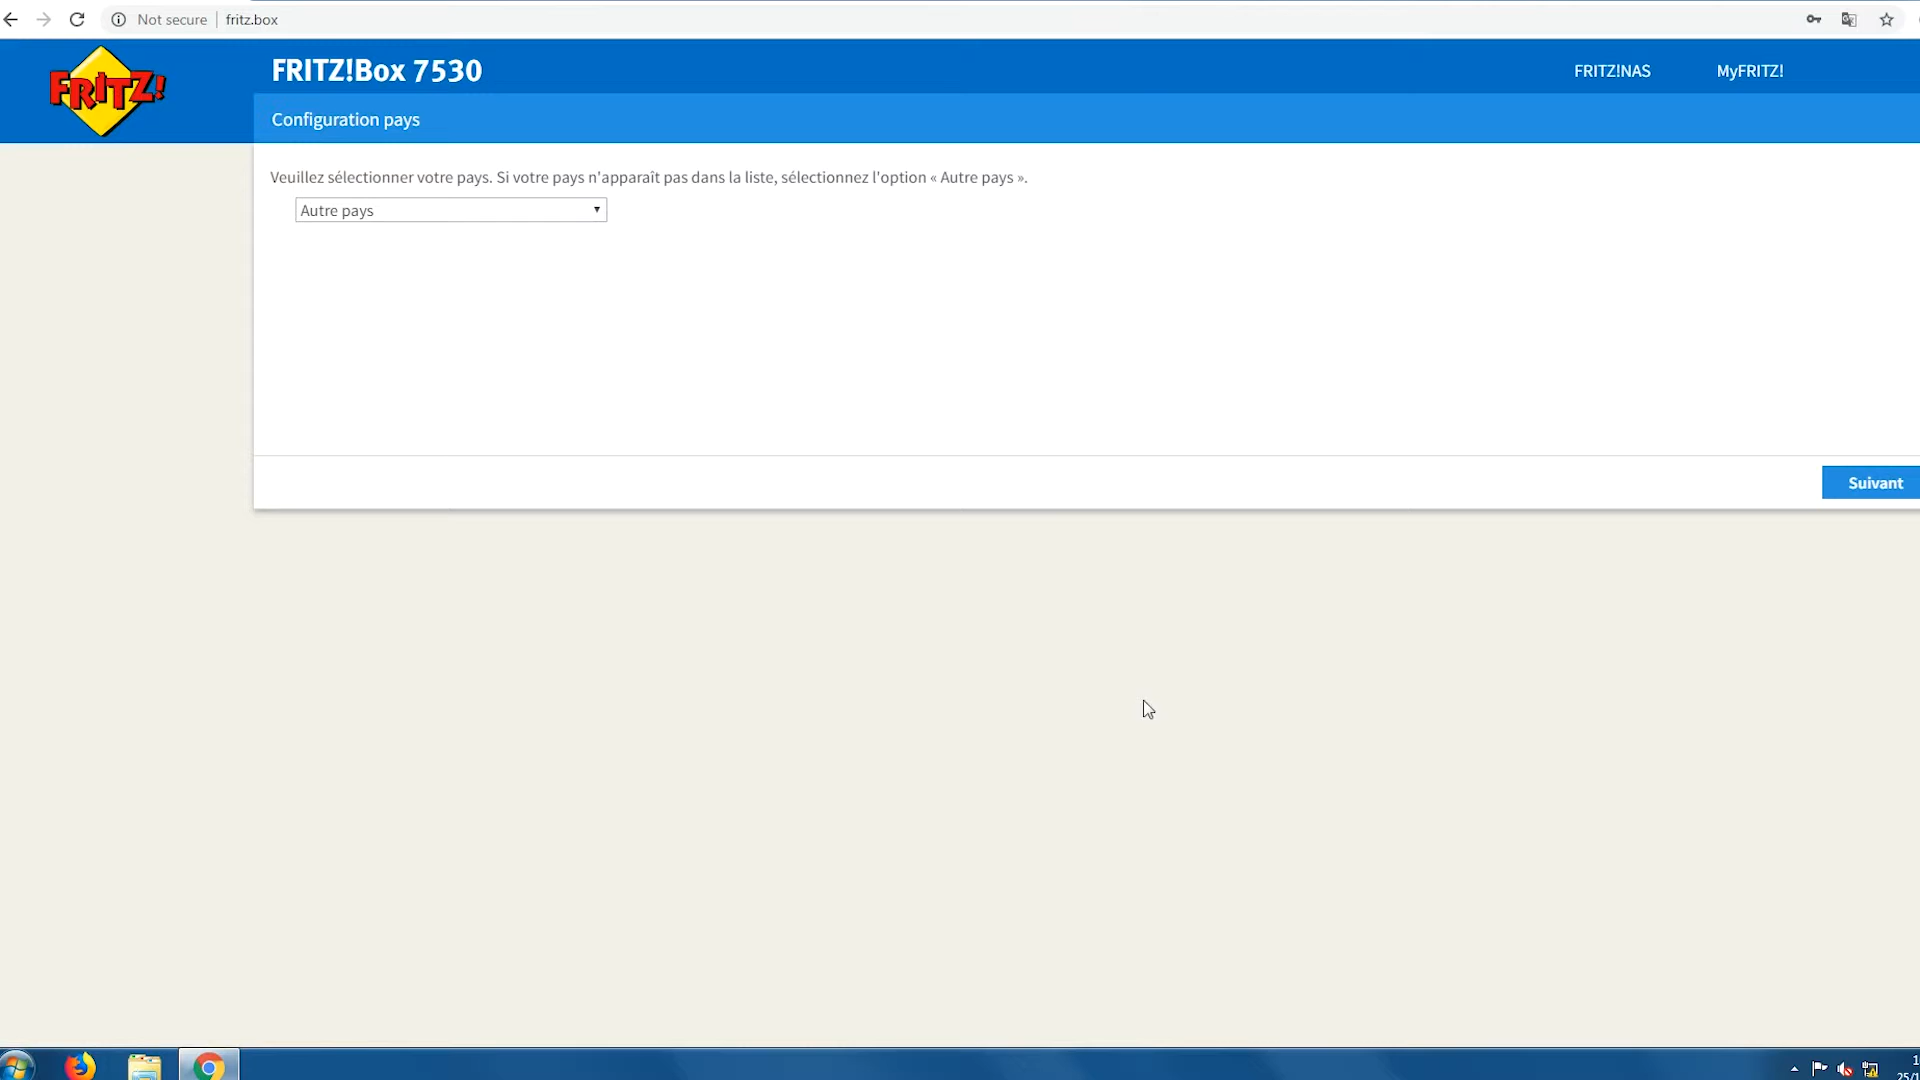 Not secure fritz.box
FRITZ!
FRITZ!Box 7530
FRITZ!NAS
MyFRITZ!
Configuration pays
Veuillez sélectionner votre pays. Si votre pays n'apparaît pas dans la liste, sélectionnez l'option « Autre pays ».
Autre pays
Suivant